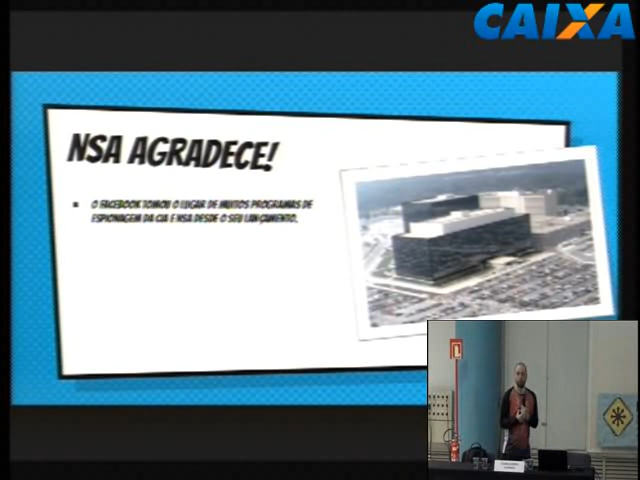 CAIXA
NSA AGRADECE!
O FACEBOOK TOMOU O LUGAR DE MUITOS PROGRAMAS DE
ESPIONAGEM DA CIA E NSA DESDE O SEU LANÇAMENTO.